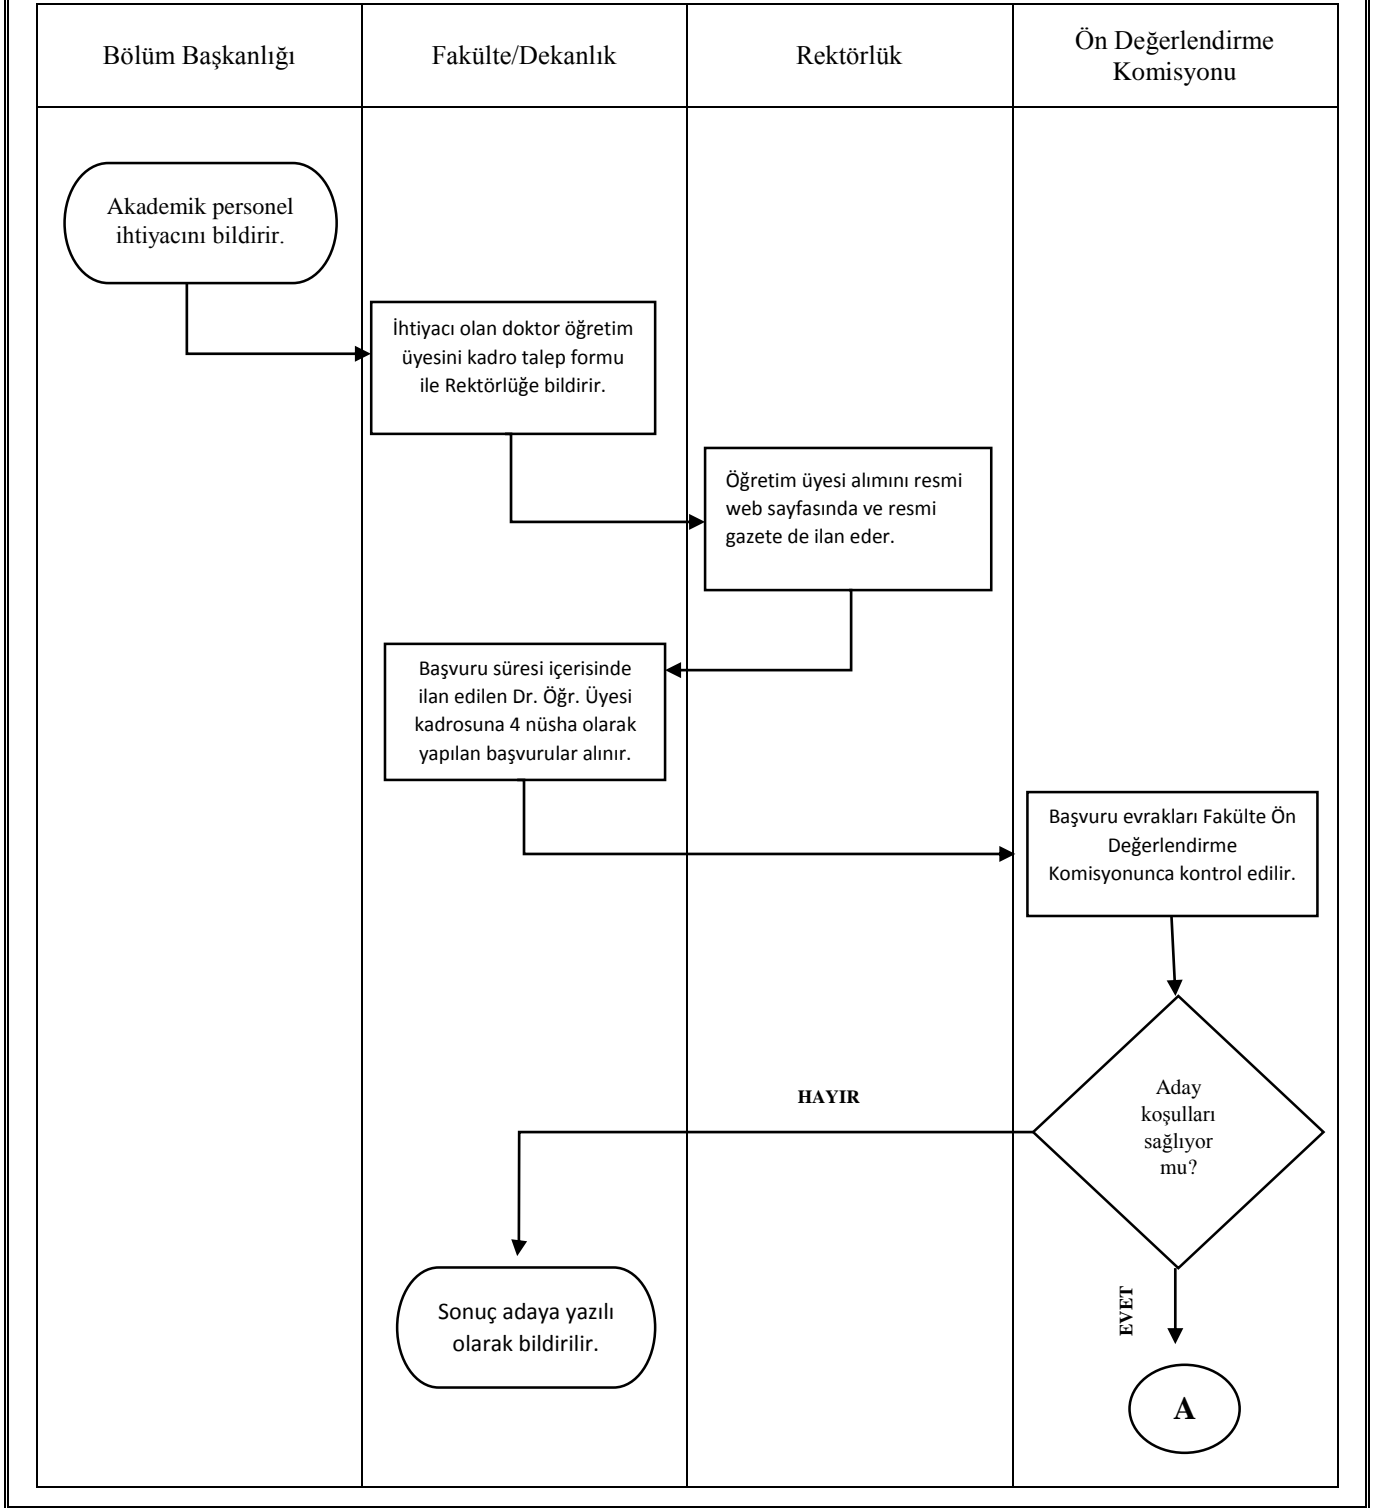 Bölüm Başkanlığı
Fakülte/Dekanlık
Rektörlük
Ön Değerlendirme
Komisyonu
Akademik personel
ihtiyacını bildirir.
İhtiyacı olan doktor öğretim
üyesini kadro talep formu
ile Rektörlüğe bildirir.
Öğretim üyesi alımını resmi
web sayfasında ve resmi
gazete de ilan eder.
Başvuru süresi içerisinde
ilan edilen Dr. Öğr. Üyesi
kadrosuna 4 nüsha olarak
yapılan başvurular alınır.
Başvuru evrakları Fakülte Ön
Değerlendirme
Komisyonunca kontrol edilir.
Aday
koşulları
sağlıyor
mu?
HAYIR
Sonuç adaya yazılı
olarak bildirilir.
EVET
A